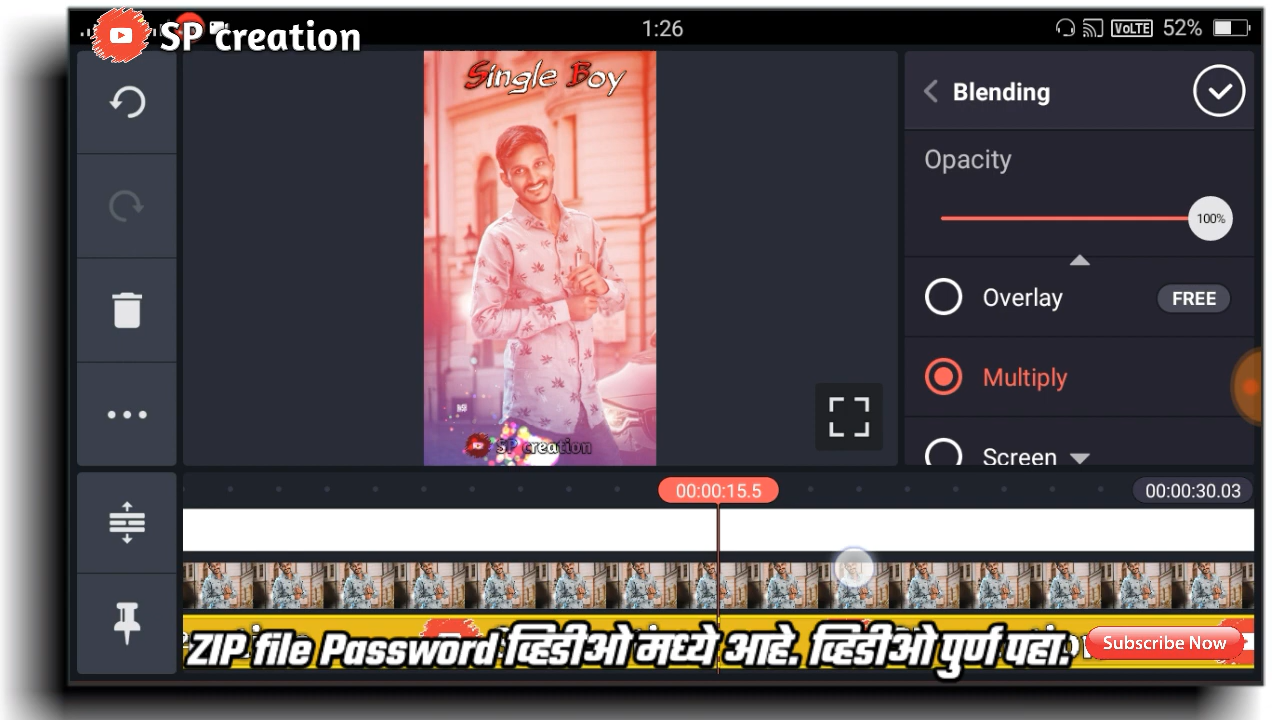 SP creation
1:26
VoLTE 52%
Single Boy
SP creation
Blending
Opacity
100%
Overlay FREE
Multiply
Screen
00:00:15.5
00:00:30.03
ZIP file Password व्हिडीओ मध्ये आहे. व्हिडीओ पुर्ण पहा.
Subscribe Now